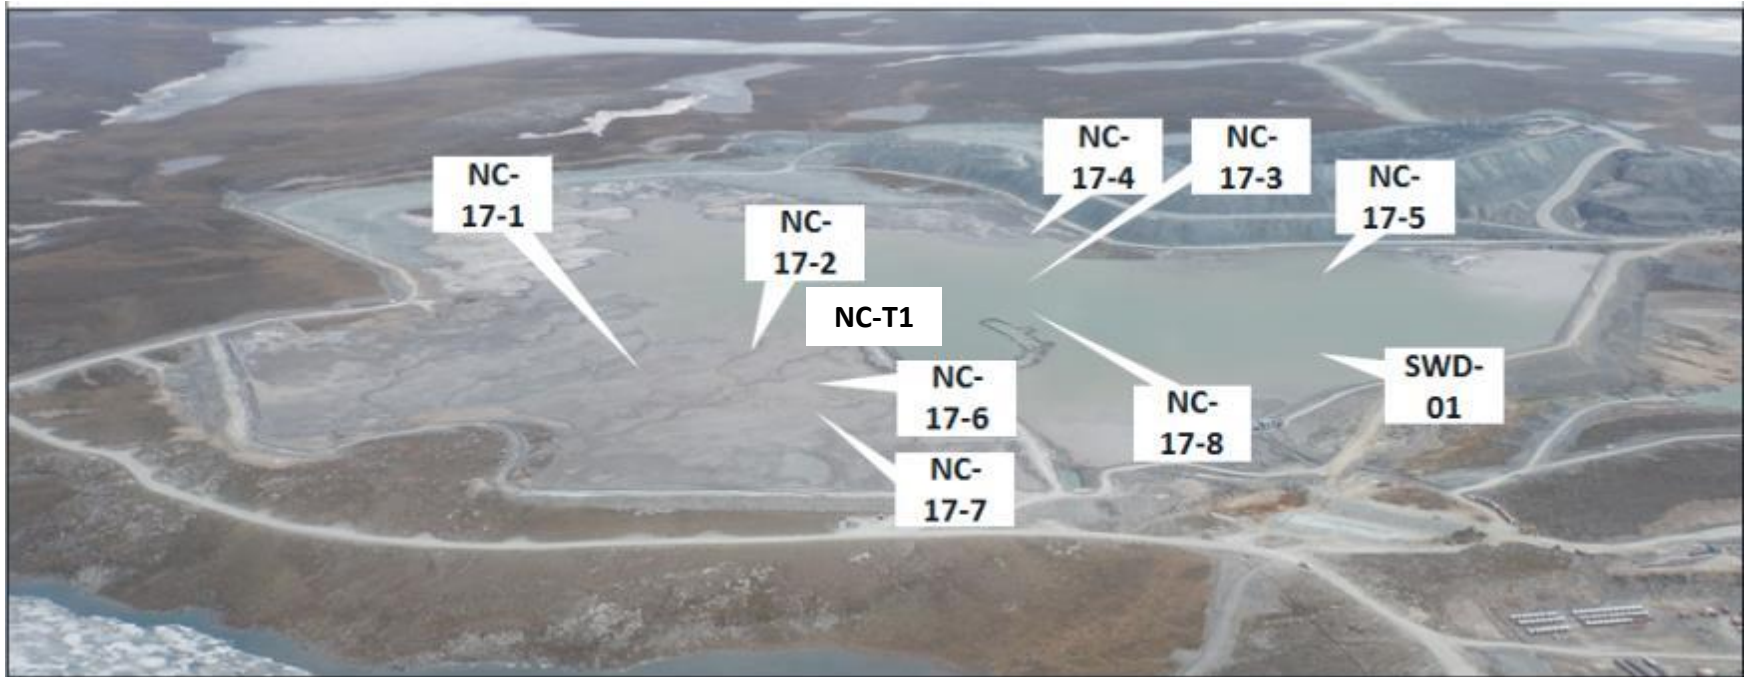 NC-
17-4
NC-
17-3
NC-
17-1
NC-
17-5
NC-
17-2
NC-T1
SWD-
01
NC-
17-6
NC-
17-8
NC-
17-7